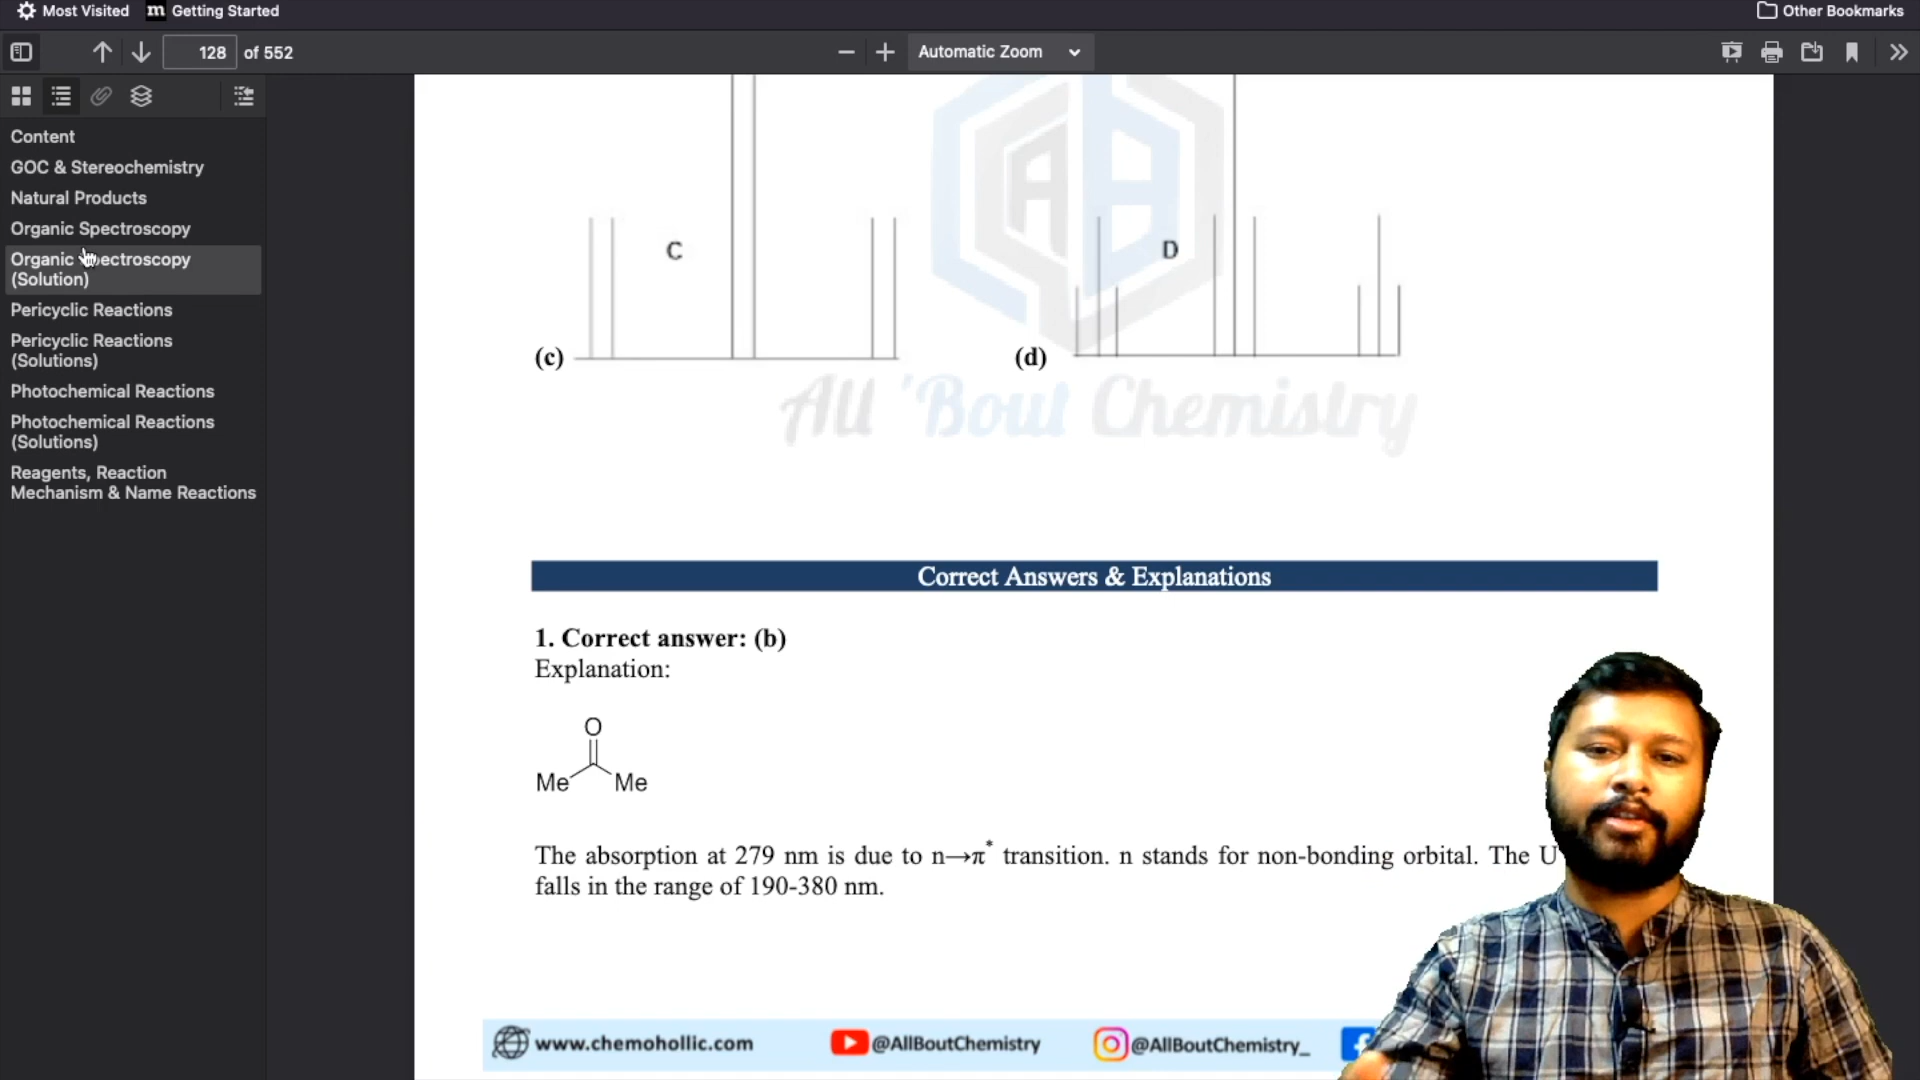 Most Visited
m Getting Started
Other Bookmarks
128 of 552
Automatic Zoom
Content
GOC & Stereochemistry
Natural Products
Organic Spectroscopy
Organic Spectroscopy
(Solution)
Pericyclic Reactions
Pericyclic Reactions
(Solutions)
Photochemical Reactions
Photochemical Reactions
(Solutions)
Reagents, Reaction
Mechanism & Name Reactions
A B
C
D
(c)
(d)
All 'Bout Chemistry
Correct Answers & Explanations
1. Correct answer: (b)
Explanation:
O
Me Me
The absorption at 279 nm is due to n→π* transition. n stands for non-bonding orbital. The U
falls in the range of 190-380 nm.
www.chemohollic.com
@AllBoutChemistry
@AllBoutChemistry_